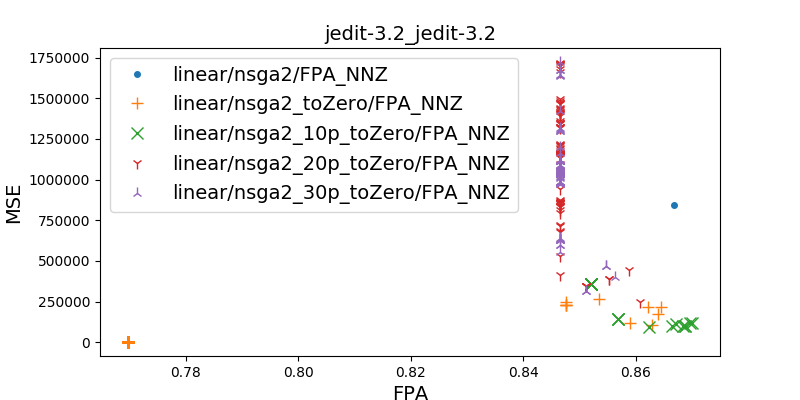 jedit-3.2_jedit-3.2
1750000
1500000
1250000
1000000
750000
500000
250000
0
MSE
linear/nsga2/FPA_NNZ
linear/nsga2_toZero/FPA_NNZ
linear/nsga2_10p_toZero/FPA_NNZ
linear/nsga2_20p_toZero/FPA_NNZ
linear/nsga2_30p_toZero/FPA_NNZ
0.78 0.80 0.82 0.84 0.86
FPA